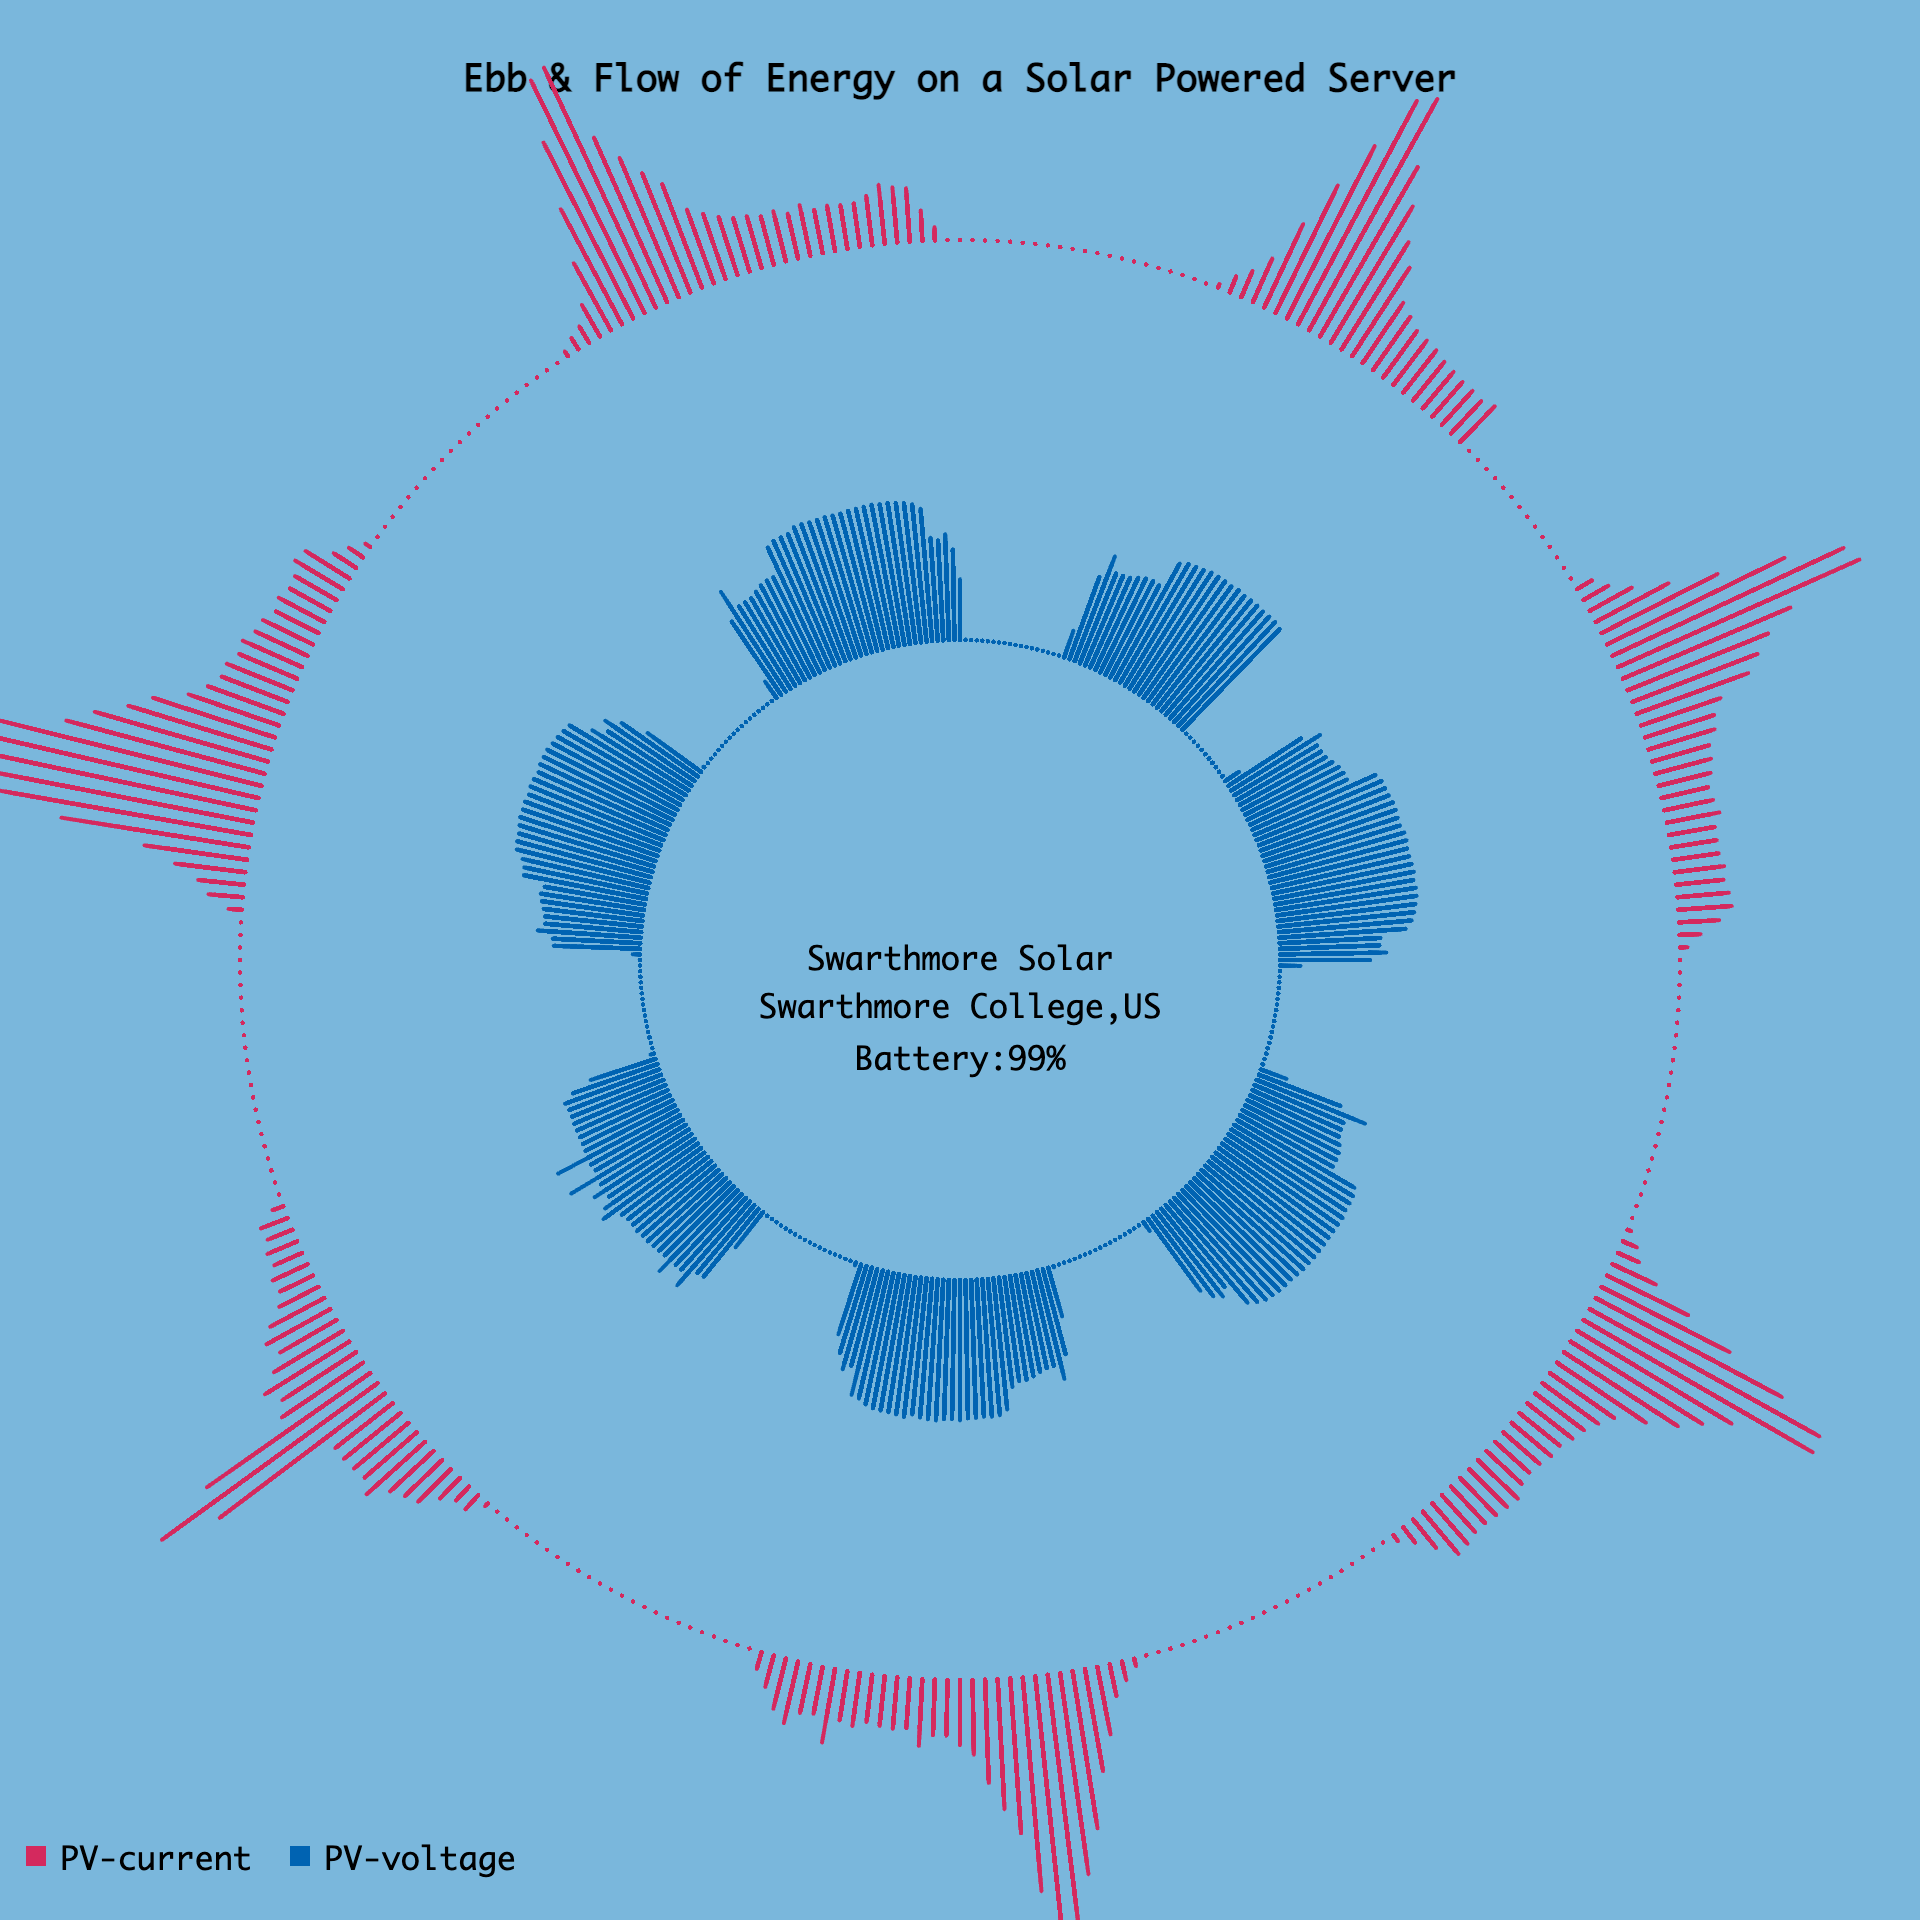 Ebb & Flow of Energy on a Solar Powered Server
Swarthmore Solar
Swarthmore College,US
Battery:99%
PV-current PV-voltage